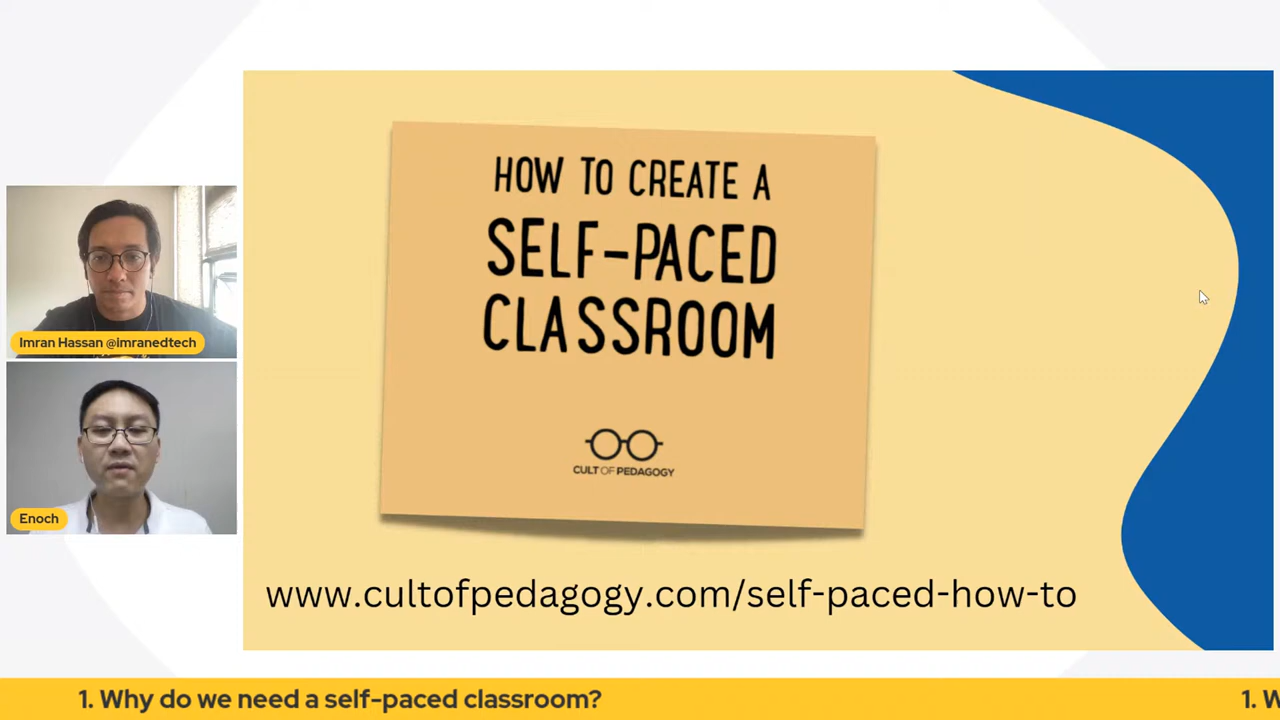 HOW TO CREATE A
SELF-PACED
CLASSROOM
CULT OF PEDAGOGY
www.cultofpedagogy.com/self-paced-how-to
Imran Hassan @Imranedtech
Enoch
1. Why do we need a self-paced classroom?
1. W